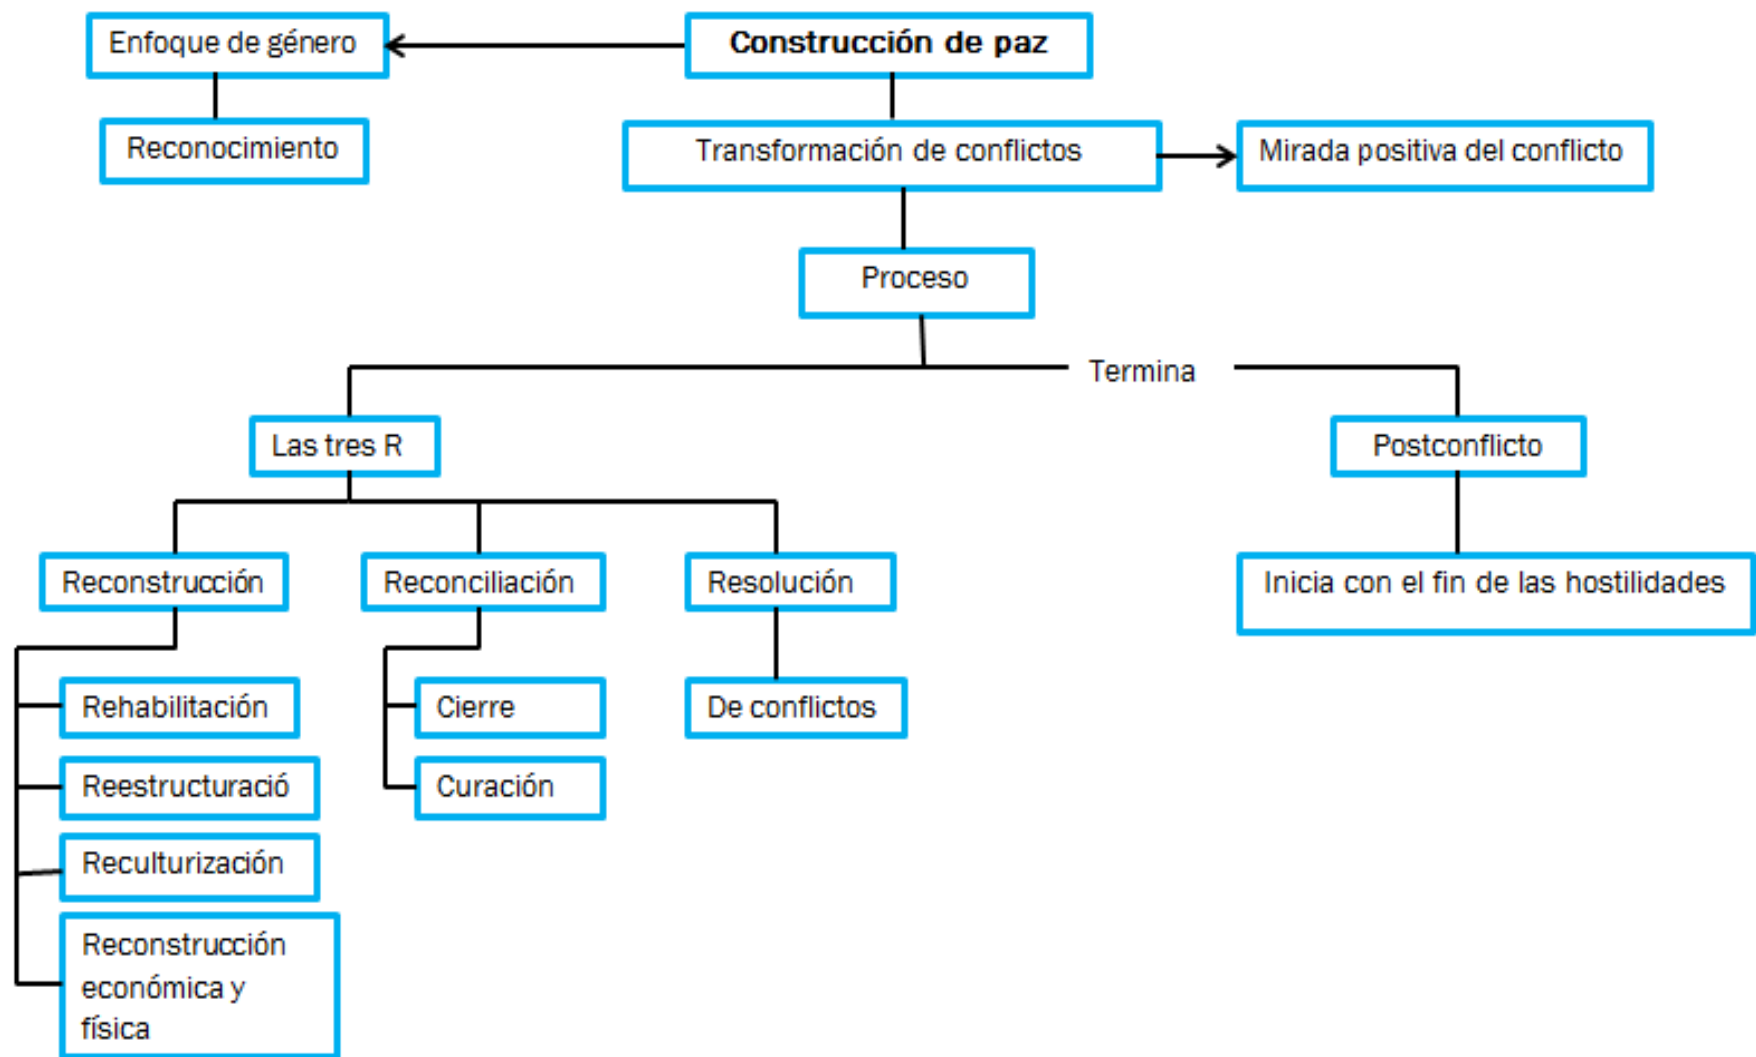 Enfoque de género
Construcción de paz
Reconocimiento
Transformación de conflictos
Mirada positiva del conflicto
Proceso
Termina
Las tres R
Postconflicto
Reconstrucción
Reconciliación
Resolución
Inicia con el fin de las hostilidades
Rehabilitación
Cierre
De conflictos
Reestructuració
Curación
Reculturización
Reconstrucción
económica y
física